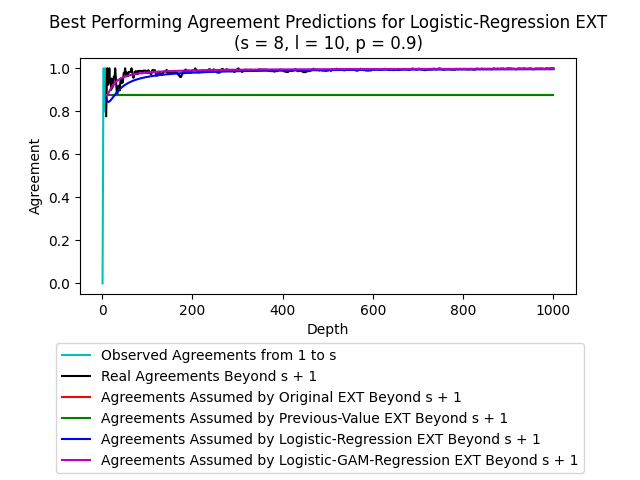 Best Performing Agreement Predictions for Logistic-Regression EXT
(s = 8, l = 10, p = 0.9)
1.0
0.8
0.6
0.4
0.2
0.0
Agreement
0 200 400 600 800 1000
Depth
Observed Agreements from 1 to s
Real Agreements Beyond s + 1
Agreements Assumed by Original EXT Beyond s + 1
Agreements Assumed by Previous-Value EXT Beyond s + 1
Agreements Assumed by Logistic-Regression EXT Beyond s + 1
Agreements Assumed by Logistic-GAM-Regression EXT Beyond s + 1